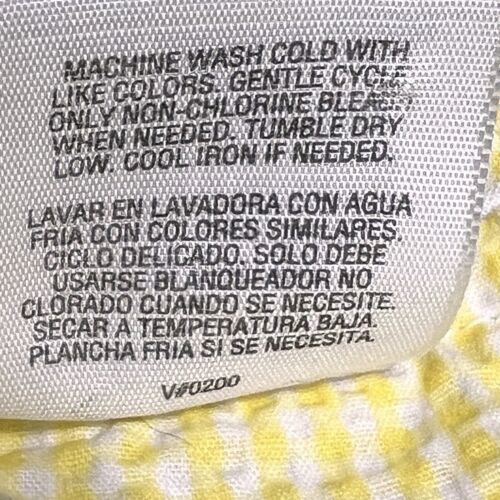 MACHINE WASH COLD WITH
LIKE COLORS. GENTLE CYCLE.
ONLY NON-CHLORINE BLEACH
WHEN NEEDED. TUMBLE DRY
LOW. COOL IRON IF NEEDED.
LAVAR EN LAVADORA CON AGUA
FRIA CON COLORES SIMILARES.
CICLO DELICADO. SOLO DEBE
USARSE BLANQUEADOR NO
CLORADO CUANDO SE NECESITE.
SECAR A TEMPERATURA BAJA.
PLANCHA FRIA SI SE NECESITA.
V#0200